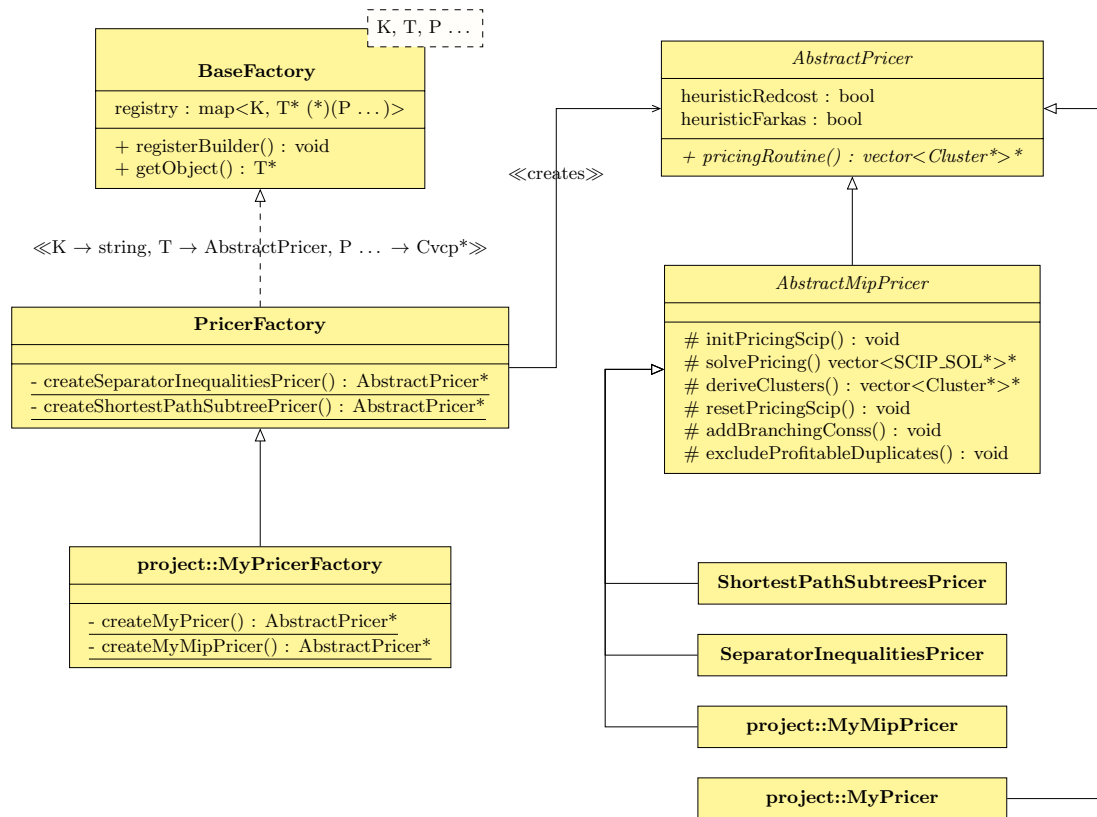 K, T, P …
BaseFactory
registry : map<K, T* (*)(P …)>
+ registerBuilder() : void
+ getObject() : T*
≪K → string, T → AbstractPricer, P … → Cvcp*≫
PricerFactory
- createSeparatorInequalitiesPricer() : AbstractPricer*
- createShortestPathSubtreePricer() : AbstractPricer*
project::MyPricerFactory
- createMyPricer() : AbstractPricer*
- createMyMipPricer() : AbstractPricer*
≪creates≫
AbstractPricer
heuristicRedcost : bool
heuristicFarkas : bool
+ pricingRoutine() : vector<Cluster*>*
AbstractMipPricer
# initPricingScip() : void
# solvePricing() vector<SCIP_SOL*>*
# deriveClusters() : vector<Cluster*>*
# resetPricingScip() : void
# addBranchingConss() : void
# excludeProfitableDuplicates() : void
ShortestPathSubtreesPricer
SeparatorInequalitiesPricer
project::MyMipPricer
project::MyPricer